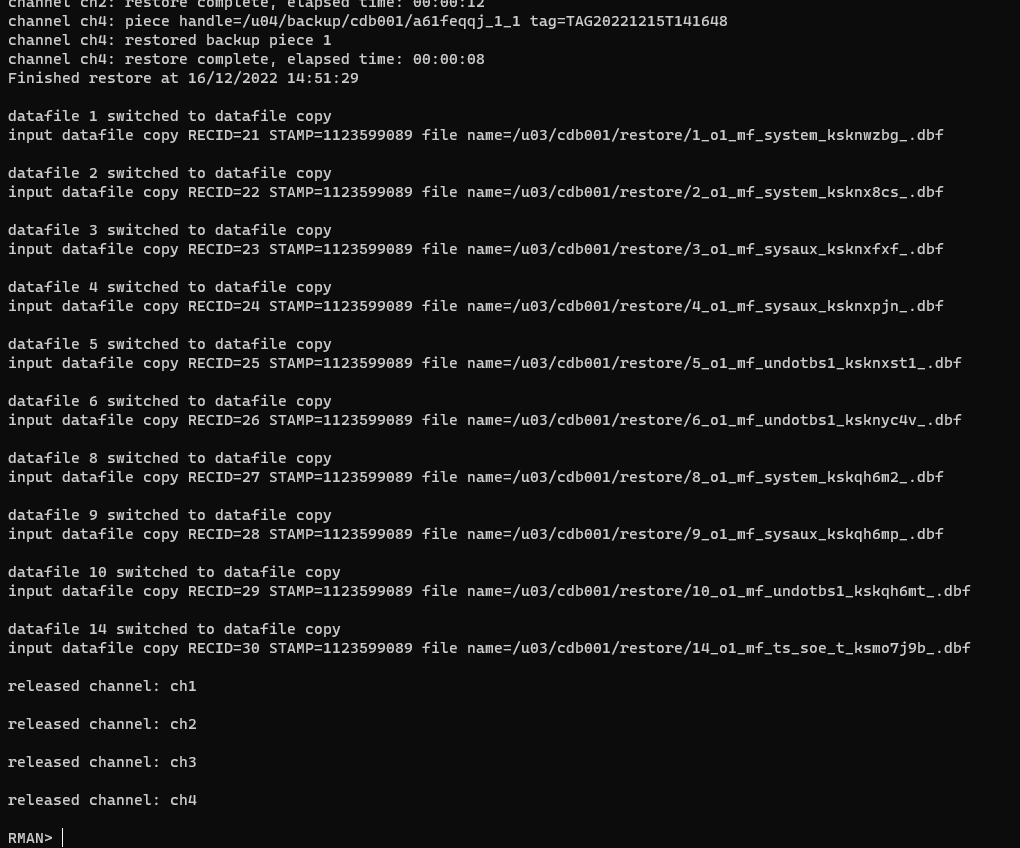 channel ch2: restore complete, elapsed time: 00:00:12
channel ch4: piece handle=/u04/backup/cdb001/a61feqqj_1_1 tag=TAG20221215T141648
channel ch4: restored backup piece 1
channel ch4: restore complete, elapsed time: 00:00:08
Finished restore at 16/12/2022 14:51:29
datafile 1 switched to datafile copy
input datafile copy RECID=21 STAMP=1123599089 file name=/u03/cdb001/restore/1_o1_mf_system_ksknwzbg_.dbf
datafile 2 switched to datafile copy
input datafile copy RECID=22 STAMP=1123599089 file name=/u03/cdb001/restore/2_o1_mf_system_ksknx8cs_.dbf
datafile 3 switched to datafile copy
input datafile copy RECID=23 STAMP=1123599089 file name=/u03/cdb001/restore/3_o1_mf_sysaux_ksknxfxf_.dbf
datafile 4 switched to datafile copy
input datafile copy RECID=24 STAMP=1123599089 file name=/u03/cdb001/restore/4_o1_mf_sysaux_ksknxpjn_.dbf
datafile 5 switched to datafile copy
input datafile copy RECID=25 STAMP=1123599089 file name=/u03/cdb001/restore/5_o1_mf_undotbs1_ksknxst1_.dbf
datafile 6 switched to datafile copy
input datafile copy RECID=26 STAMP=1123599089 file name=/u03/cdb001/restore/6_o1_mf_undotbs1_ksknyc4v_.dbf
datafile 8 switched to datafile copy
input datafile copy RECID=27 STAMP=1123599089 file name=/u03/cdb001/restore/8_o1_mf_system_kskqh6m2_.dbf
datafile 9 switched to datafile copy
input datafile copy RECID=28 STAMP=1123599089 file name=/u03/cdb001/restore/9_o1_mf_sysaux_kskqh6mp_.dbf
datafile 10 switched to datafile copy
input datafile copy RECID=29 STAMP=1123599089 file name=/u03/cdb001/restore/10_o1_mf_undotbs1_kskqh6mt_.dbf
datafile 14 switched to datafile copy
input datafile copy RECID=30 STAMP=1123599089 file name=/u03/cdb001/restore/14_o1_mf_ts_soe_t_ksmo7j9b_.dbf
released channel: ch1
released channel: ch2
released channel: ch3
released channel: ch4
RMAN>